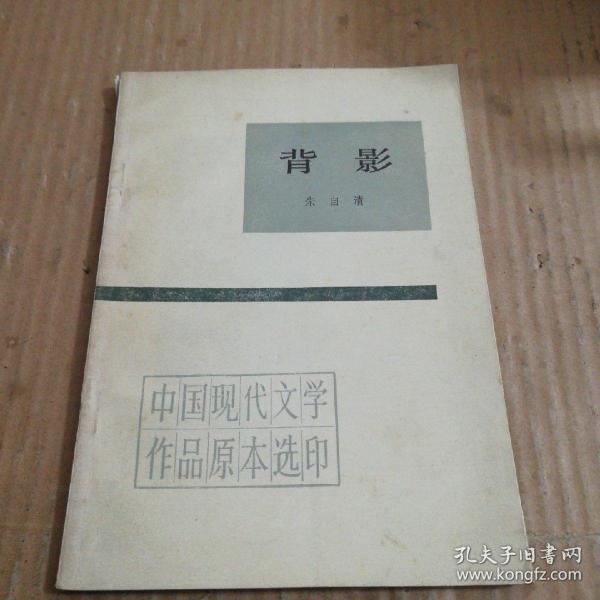 背影
朱自清
中国现代文学
作品原本选印
孔夫子旧书网
www.kongfz.com